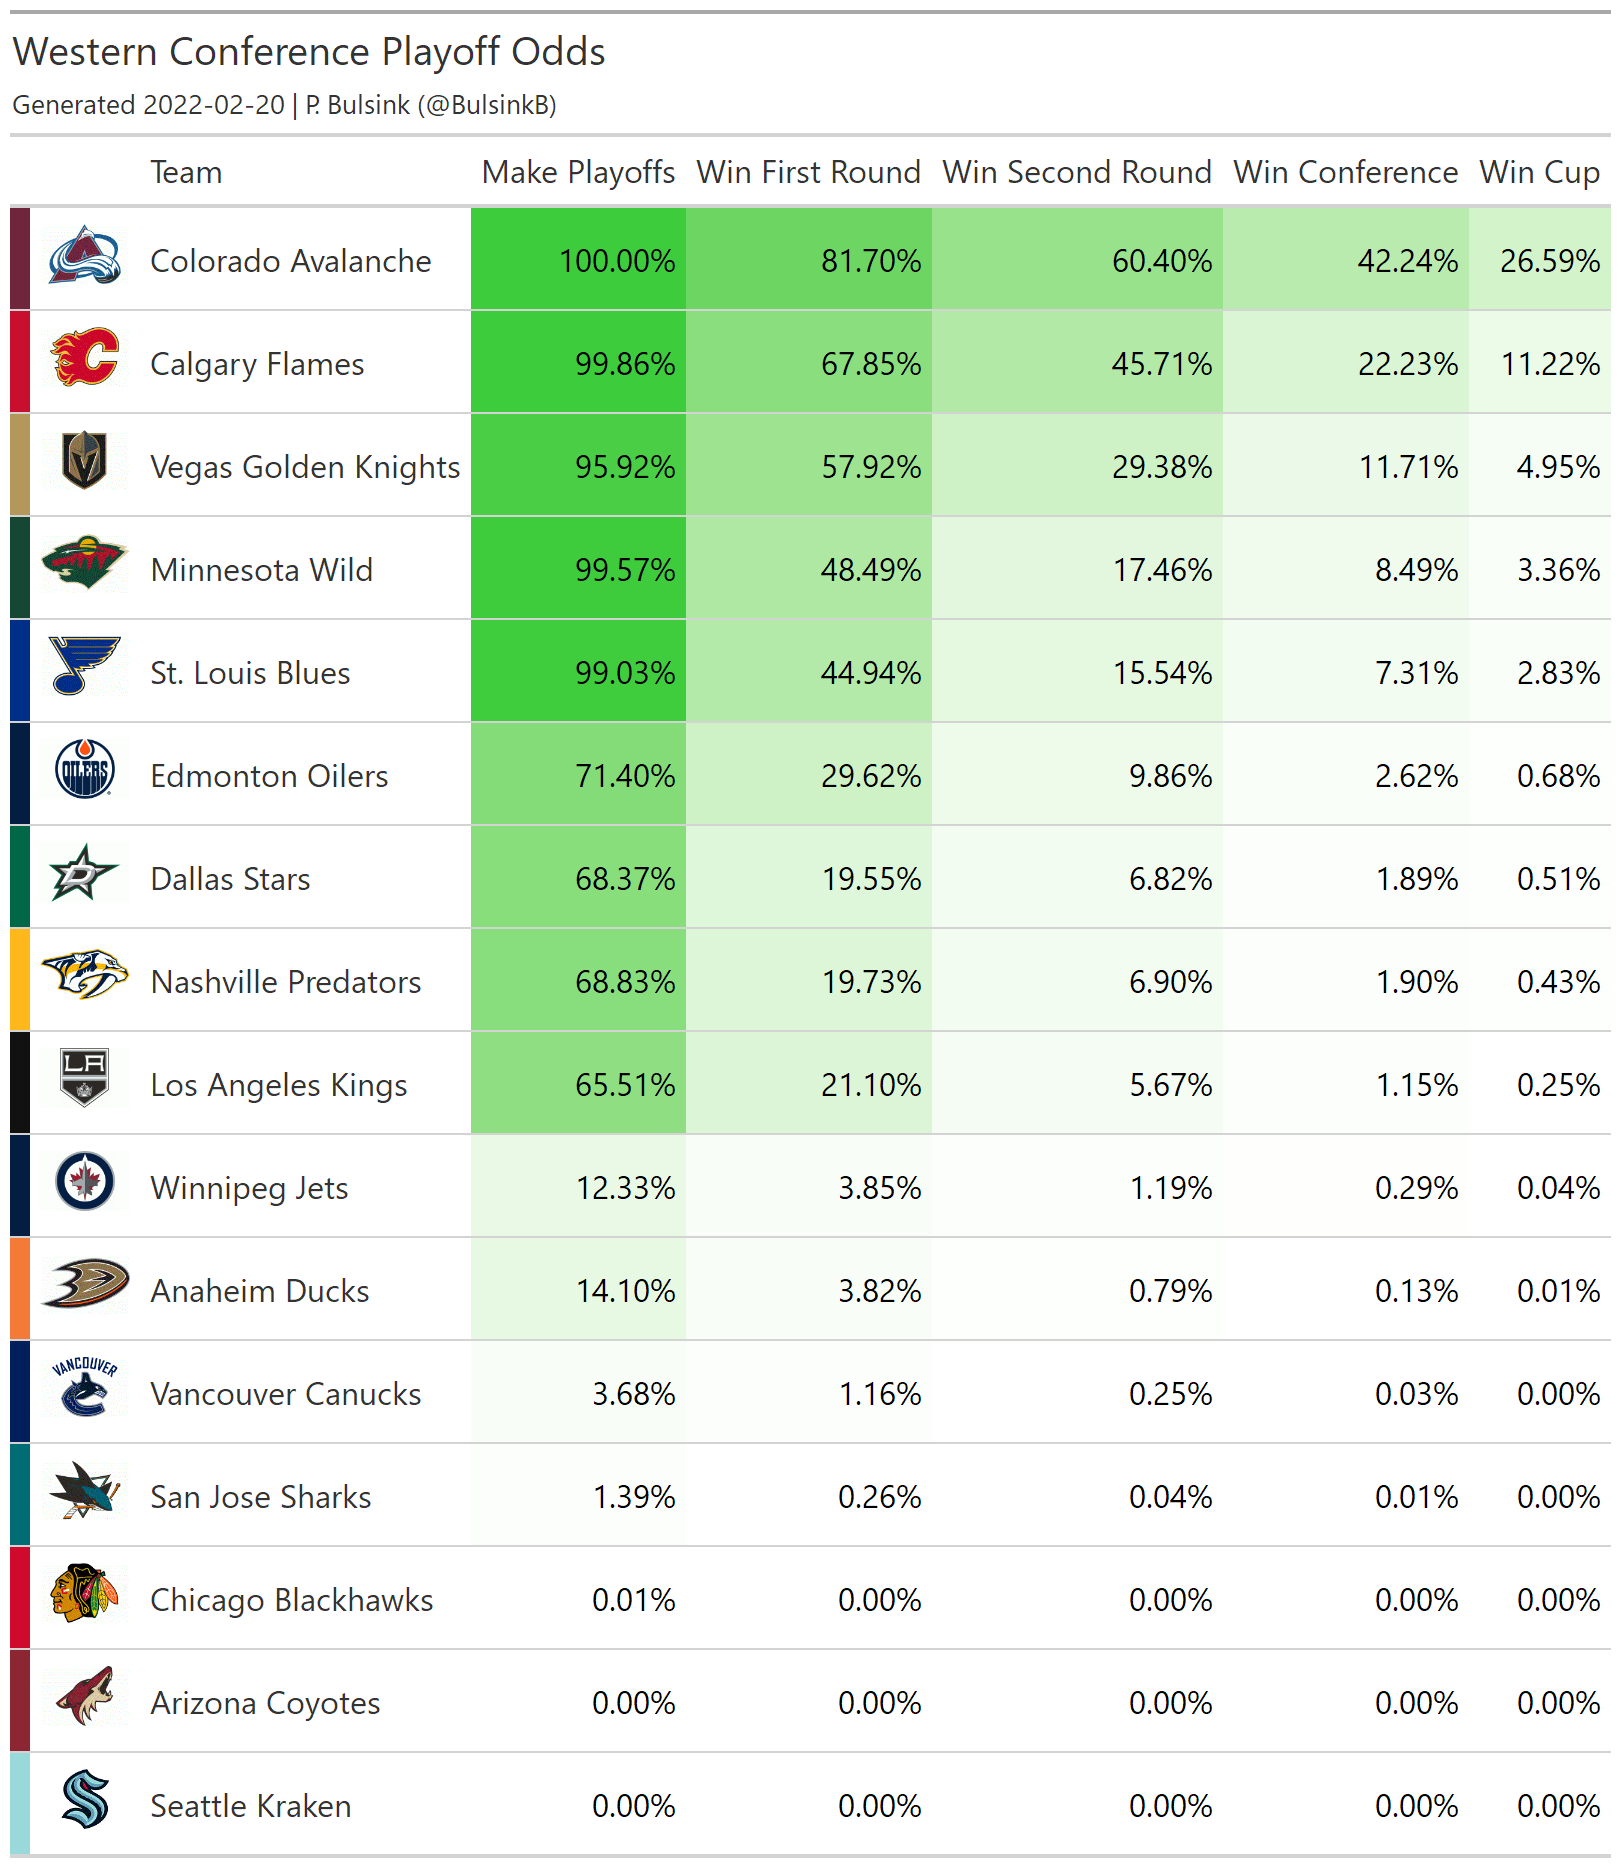 Western Conference Playoff Odds
Generated 2022-02-20 | P. Bulsink (@BulsinkB)
Team Make Playoffs Win First Round Win Second Round Win Conference Win Cup
Colorado Avalanche 100.00% 81.70% 60.40% 42.24% 26.59%
Calgary Flames 99.86% 67.85% 45.71% 22.23% 11.22%
Vegas Golden Knights 95.92% 57.92% 29.38% 11.71% 4.95%
Minnesota Wild 99.57% 48.49% 17.46% 8.49% 3.36%
St. Louis Blues 99.03% 44.94% 15.54% 7.31% 2.83%
OILERS Edmonton Oilers 71.40% 29.62% 9.86% 2.62% 0.68%
D Dallas Stars 68.37% 19.55% 6.82% 1.89% 0.51%
Nashville Predators 68.83% 19.73% 6.90% 1.90% 0.43%
LA Los Angeles Kings 65.51% 21.10% 5.67% 1.15% 0.25%
Winnipeg Jets 12.33% 3.85% 1.19% 0.29% 0.04%
Anaheim Ducks 14.10% 3.82% 0.79% 0.13% 0.01%
VANCOUVER Vancouver Canucks 3.68% 1.16% 0.25% 0.03% 0.00%
San Jose Sharks 1.39% 0.26% 0.04% 0.01% 0.00%
Chicago Blackhawks 0.01% 0.00% 0.00% 0.00% 0.00%
Arizona Coyotes 0.00% 0.00% 0.00% 0.00% 0.00%
Seattle Kraken 0.00% 0.00% 0.00% 0.00% 0.00%